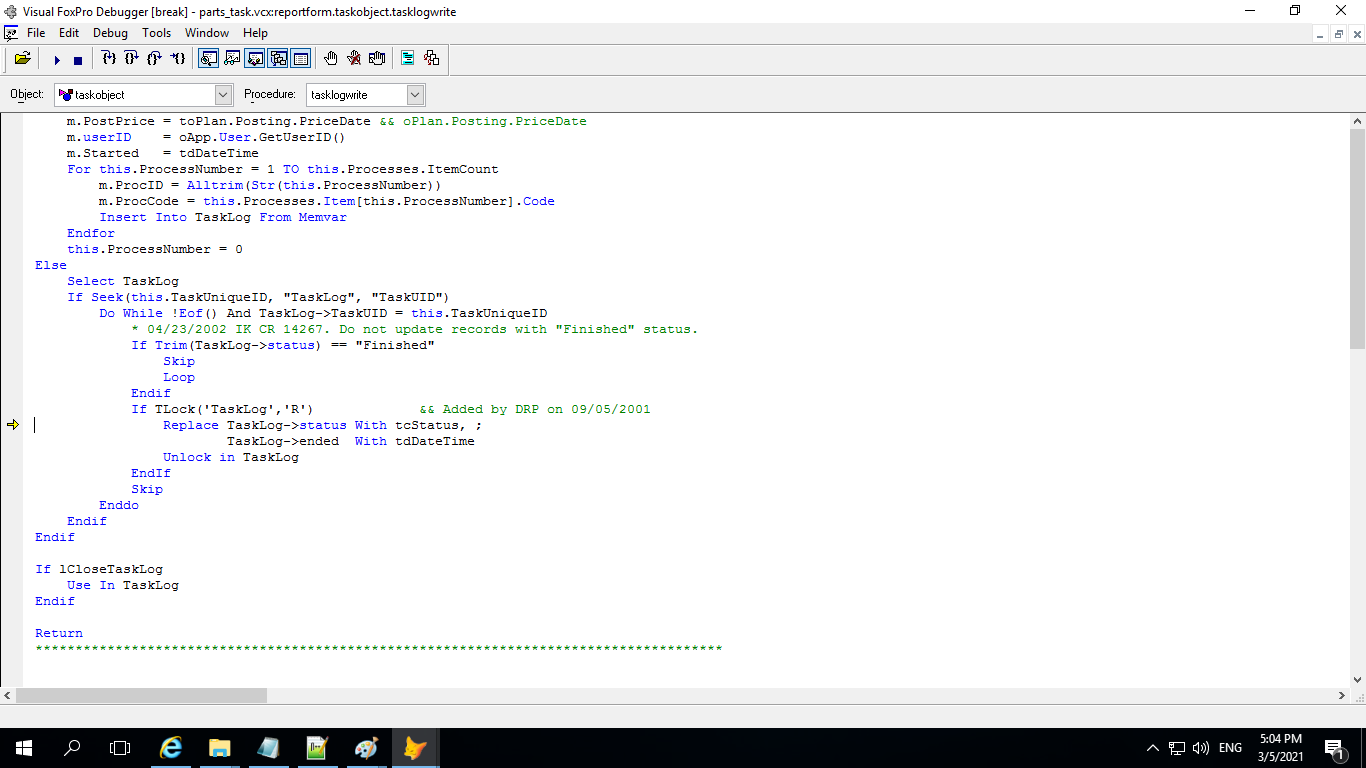 Visual FoxPro Debugger [break] - parts_task.vcx:reportform.taskobject.tasklogwrite
File Edit Debug Tools Window Help
Object: taskobject Procedure: tasklogwrite
m.PostPrice = toPlan.Posting.PriceDate && oPlan.Posting.PriceDate
m.userID = oApp.User.GetUserID()
m.Started = tdDateTime
For this.ProcessNumber = 1 TO this.Processes.ItemCount
m.ProcID = Alltrim(Str(this.ProcessNumber))
m.ProcCode = this.Processes.Item[this.ProcessNumber].Code
Insert Into TaskLog From Memvar
Endfor
this.ProcessNumber = 0
Else
Select TaskLog
If Seek(this.TaskUniqueID, "TaskLog", "TaskUID")
Do While !Eof() And TaskLog->TaskUID = this.TaskUniqueID
* 04/23/2002 IK CR 14267. Do not update records with "Finished" status.
If Trim(TaskLog->status) == "Finished"
Skip
Loop
Endif
If TLock('TaskLog','R') && Added by DRP on 09/05/2001
Replace TaskLog->status With tcStatus, ;
TaskLog->ended With tdDateTime
Unlock in TaskLog
EndIf
Skip
Enddo
Endif
Endif
If lCloseTaskLog
Use In TaskLog
Endif
Return
**************************************************************************************
ENG
5:04 PM
3/5/2021
1